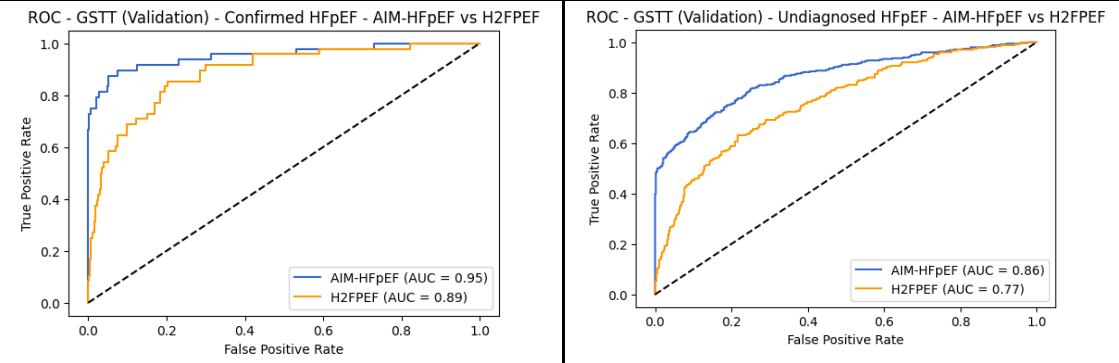 ROC - GSTT (Validation) - Confirmed HFpEF - AIM-HFpEF vs H2FPEF
True Positive Rate
1.0
0.8
0.6
0.4
0.2
0.0
AIM-HFpEF (AUC = 0.95)
H2FPEF (AUC = 0.89)
0.0 0.2 0.4 0.6 0.8 1.0
False Positive Rate
ROC - GSTT (Validation) - Undiagnosed HFpEF - AIM-HFpEF vs H2FPEF
True Positive Rate
1.0
0.8
0.6
0.4
0.2
0.0
AIM-HFpEF (AUC = 0.86)
H2FPEF (AUC = 0.77)
0.0 0.2 0.4 0.6 0.8 1.0
False Positive Rate